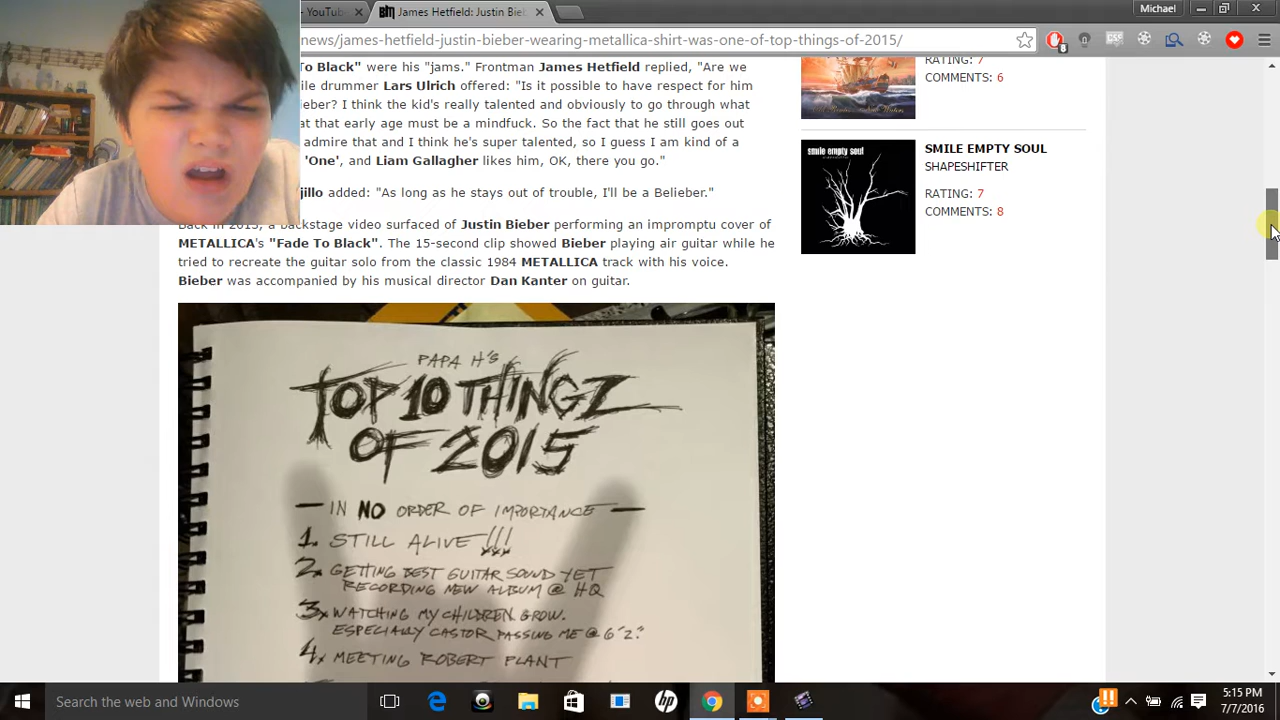 YouTube
James Hetfield: Justin Bieb
Michael
news/james-hetfield-justin-bieber-wearing-metallica-shirt-was-one-of-top-things-of-2015/
8
To Black" were his "jams." Frontman James Hetfield replied, "Are we
ile drummer Lars Ulrich offered: "Is it possible to have respect for him
ieber? I think the kid's really talented and obviously to go through what
at that early age must be a mindfuck. So the fact that he still goes out
admire that and I think he's super talented, so I guess I am kind of a
'One', and Liam Gallagher likes him, OK, there you go."
jillo added: "As long as he stays out of trouble, I'll be a Belieber."
Back in 2013, a backstage video surfaced of Justin Bieber performing an impromptu cover of
METALLICA's "Fade To Black". The 15-second clip showed Bieber playing air guitar while he
tried to recreate the guitar solo from the classic 1984 METALLICA track with his voice.
Bieber was accompanied by his musical director Dan Kanter on guitar.
PAPA H'S
TOP 10 THINGZ
OF 2015
— IN NO ORDER OF IMPORTANCE —
1. STILL ALIVE!!!
2. GETTING BEST GUITAR SOUND YET
RECORDING NEW ALBUM @ HQ
3. WATCHING MY CHILDREN GROW.
ESPECIALLY CASTOR PASSING ME @ 6'2"
4. MEETING ROBERT PLANT
RATING: 7
COMMENTS: 6
smile empty soul
SMILE EMPTY SOUL
SHAPESHIFTER
RATING: 7
COMMENTS: 8
Search the web and Windows
5:15 PM
7/7/2016